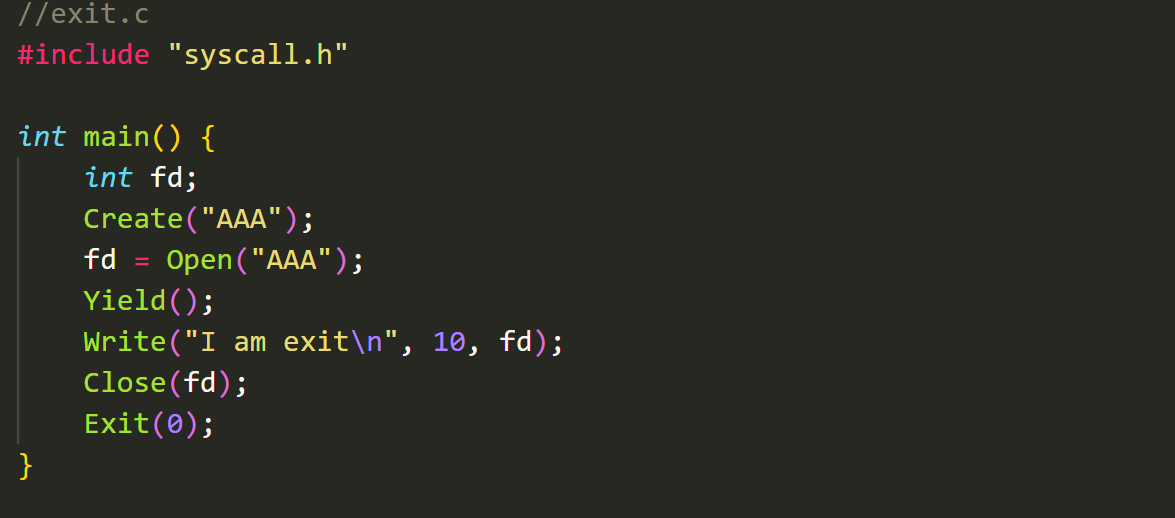 //exit.c
#include "syscall.h"
int main() {
int fd;
Create("AAA");
fd = Open("AAA");
Yield();
Write("I am exit\n", 10, fd);
Close(fd);
Exit(0);
}